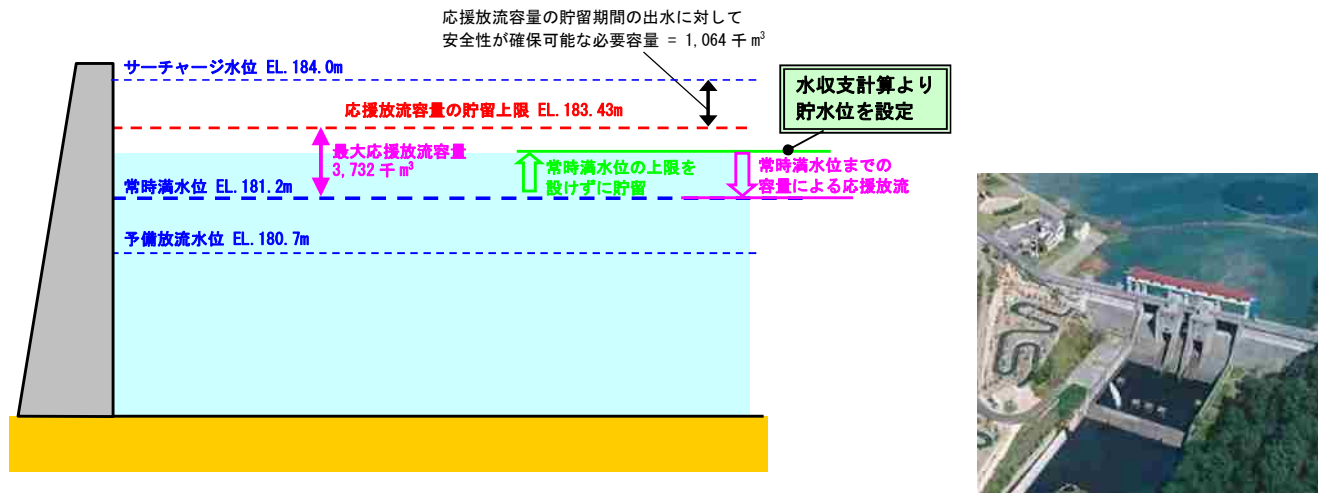 応援放流容量の貯留期間の出水に対して
安全性が確保可能な必要容量 = 1,064 千㎥
サーチャージ水位 EL.184.0m
水収支計算より
貯水位を設定
応援放流容量の貯留上限 EL.183.43m
最大応援放流容量
3,732 千㎥
常時満水位の上限を
設けずに貯留
常時満水位までの
容量による応援放流
常時満水位 EL.181.2m
予備放流水位 EL.180.7m